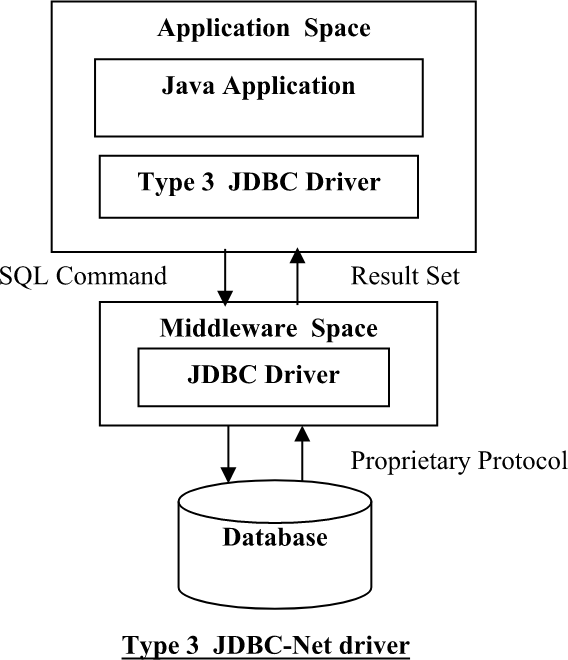 Application Space
Java Application
Type 3 JDBC Driver
SQL Command
Result Set
Middleware Space
JDBC Driver
Proprietary Protocol
Database
Type 3 JDBC-Net driver